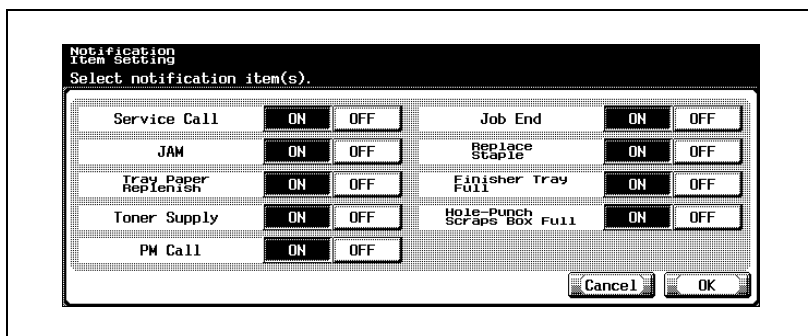 Notification
Item Setting
Select notification item(s).
Service Call ON OFF Job End ON OFF
JAM ON OFF Replace
Staple ON OFF
Tray Paper
Replenish ON OFF Finisher Tray
Full ON OFF
Toner Supply ON OFF Hole-Punch
Scraps Box Full ON OFF
PM Call ON OFF
Cancel OK